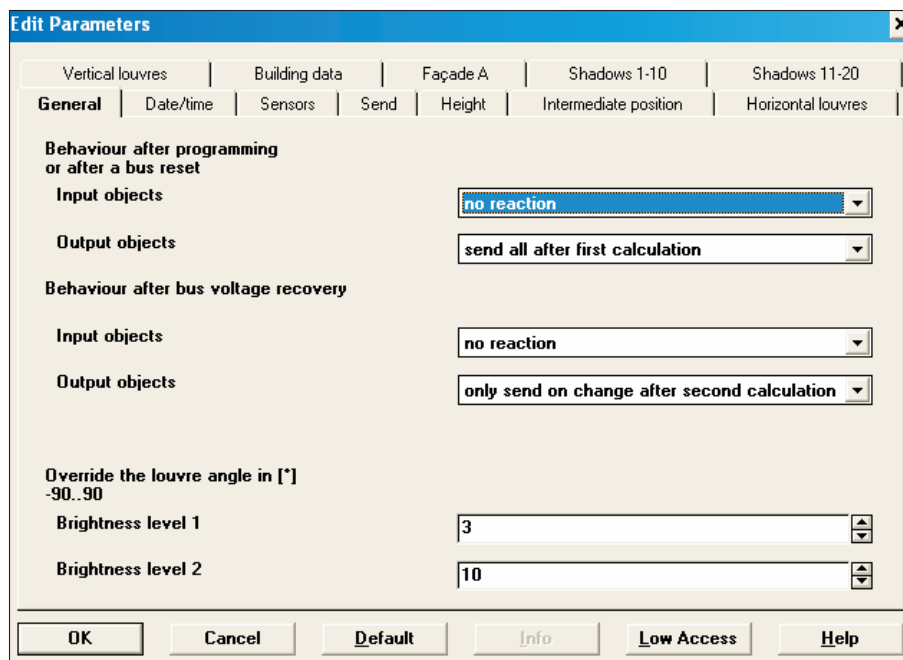 Edit Parameters
Vertical louvres Building data Façade A Shadows 1-10 Shadows 11-20
General Date/time Sensors Send Height Intermediate position Horizontal louvres
Behaviour after programming
or after a bus reset
Input objects no reaction
Output objects send all after first calculation
Behaviour after bus voltage recovery
Input objects no reaction
Output objects only send on change after second calculation
Override the louvre angle in [*]
-90..90
Brightness level 1 3
Brightness level 2 10
OK Cancel Default Info Low Access Help